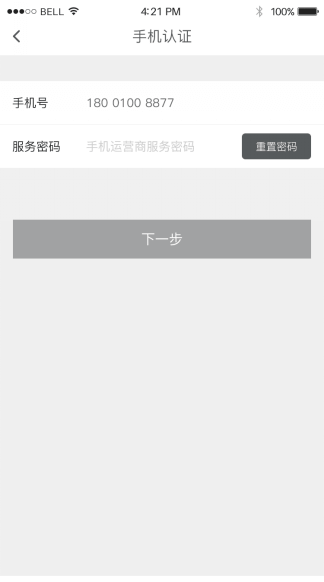 BELL 4:21 PM 100%
手机认证
手机号 180 0100 8877
服务密码 手机运营商服务密码 重置密码
下一步